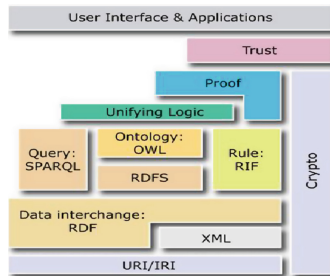 User Interface & Applications
Trust
Proof
Unifying Logic
Query:
SPARQL
Ontology:
OWL
RDFS
Rule:
RIF
Crypto
Data interchange:
RDF
XML
URI/IRI